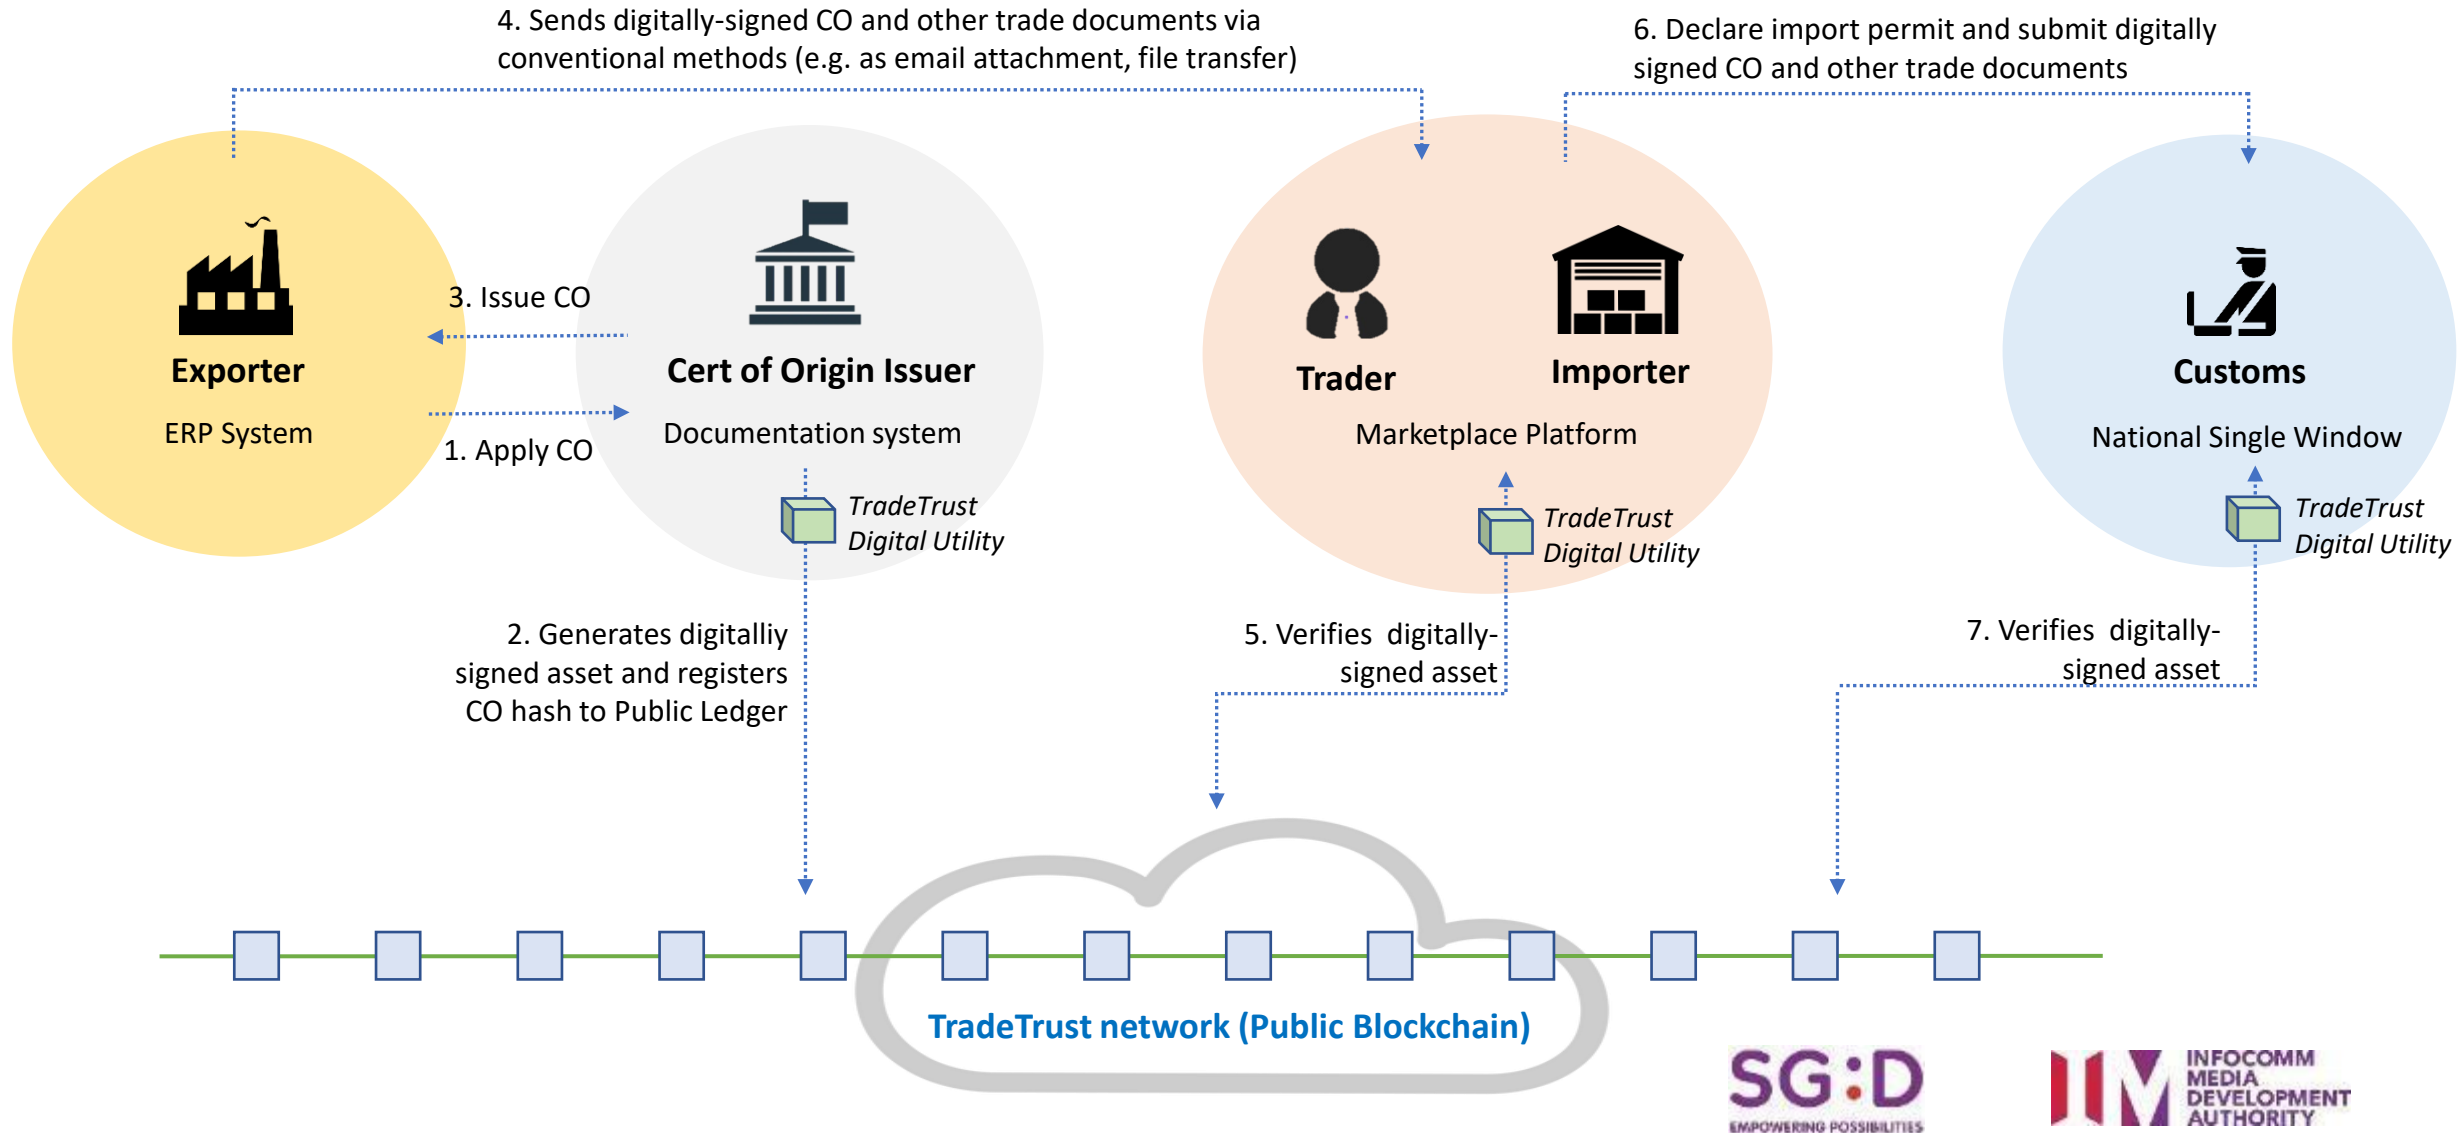 4. Sends digitally-signed CO and other trade documents via
conventional methods (e.g. as email attachment, file transfer)
6. Declare import permit and submit digitally
signed CO and other trade documents
3. Issue CO
Exporter
ERP System
1. Apply CO
Cert of Origin Issuer
Documentation system
TradeTrust
Digital Utility
Trader
Importer
Marketplace Platform
TradeTrust
Digital Utility
Customs
National Single Window
TradeTrust
Digital Utility
2. Generates digitalliy
signed asset and registers
CO hash to Public Ledger
5. Verifies digitally-
signed asset
7. Verifies digitally-
signed asset
TradeTrust network (Public Blockchain)
SG:D
EMPOWERING POSSIBILITIES
INFOCOMM
MEDIA
DEVELOPMENT
AUTHORITY